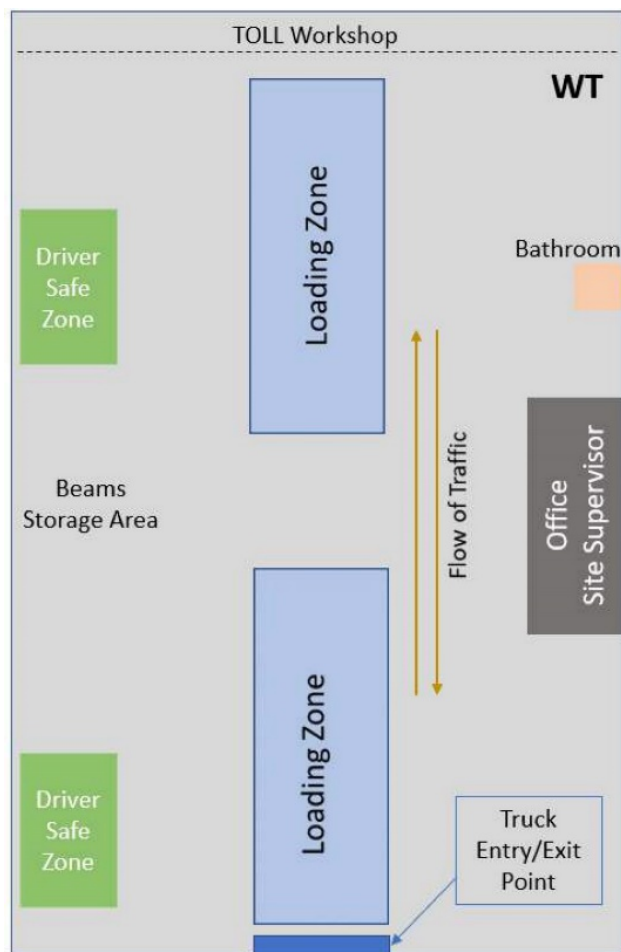 TOLL Workshop
WT
Loading Zone
Driver
Safe
Zone
Bathroom
Beams
Storage Area
Flow of Traffic
Office
Site Supervisor
Loading Zone
Driver
Safe
Zone
Truck
Entry/Exit
Point